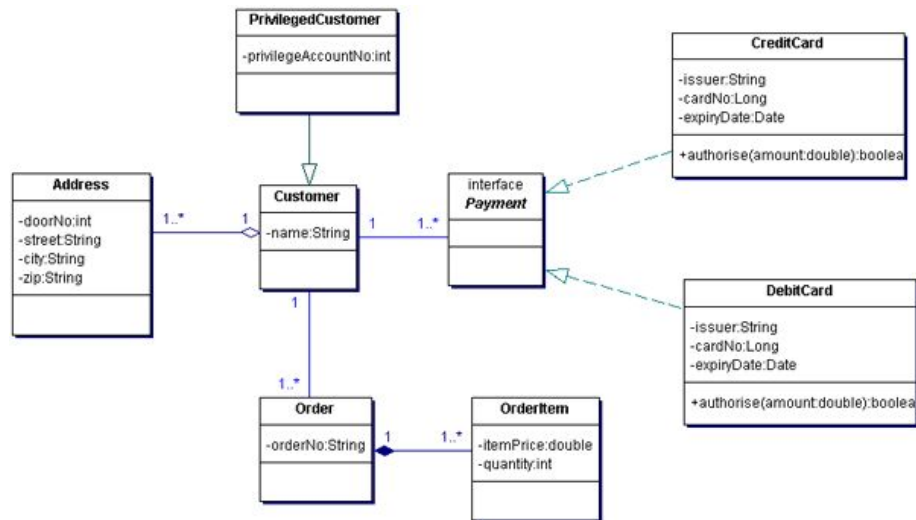 PrivilegedCustomer
-privilegeAccountNo:int
CreditCard
-issuer:String
-cardNo:Long
-expiryDate:Date
+authorise(amount:double):boolea
Address
-doorNo:int
-street:String
-city:String
-zip:String
1..*
1
Customer
-name:String
1
1..*
interface
Payment
1
1..*
DebitCard
-issuer:String
-cardNo:Long
-expiryDate:Date
+authorise(amount:double):boolea
Order
-orderNo:String
1
1..*
OrderItem
-itemPrice:double
-quantity:int